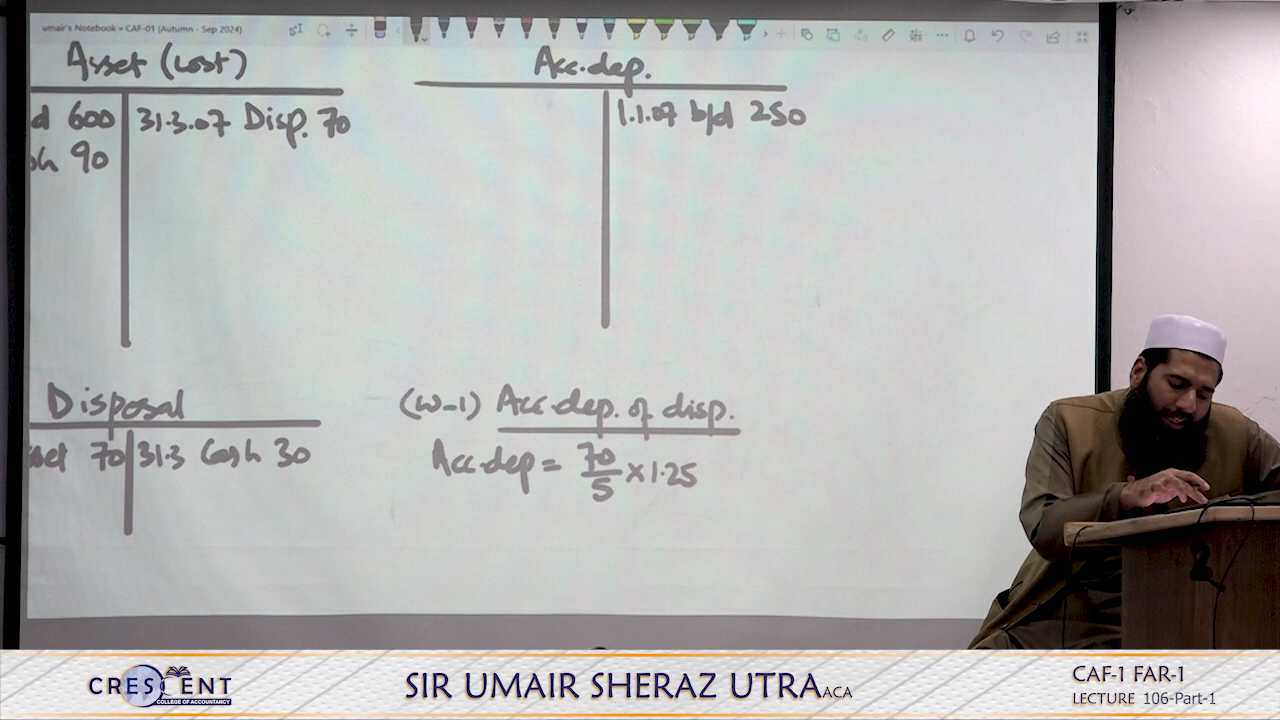 umair's Notebook » CAF-01 (Autumn - Sep 2024)
Asset (Cost)
d 600 31.3.07 Disp. 70
sh 90
Acc.dep.
1.1.07 b/d 250
Disposal
set 70 31.3 Cash 30
(W-1) Acc.dep. of disp.
Acc.dep = 70/5 x 1.25
CRESCENT
COLLEGE OF ACCOUNTANCY
SIR UMAIR SHERAZ UTRA ACA
CAF-1 FAR-1
LECTURE 106-Part-1